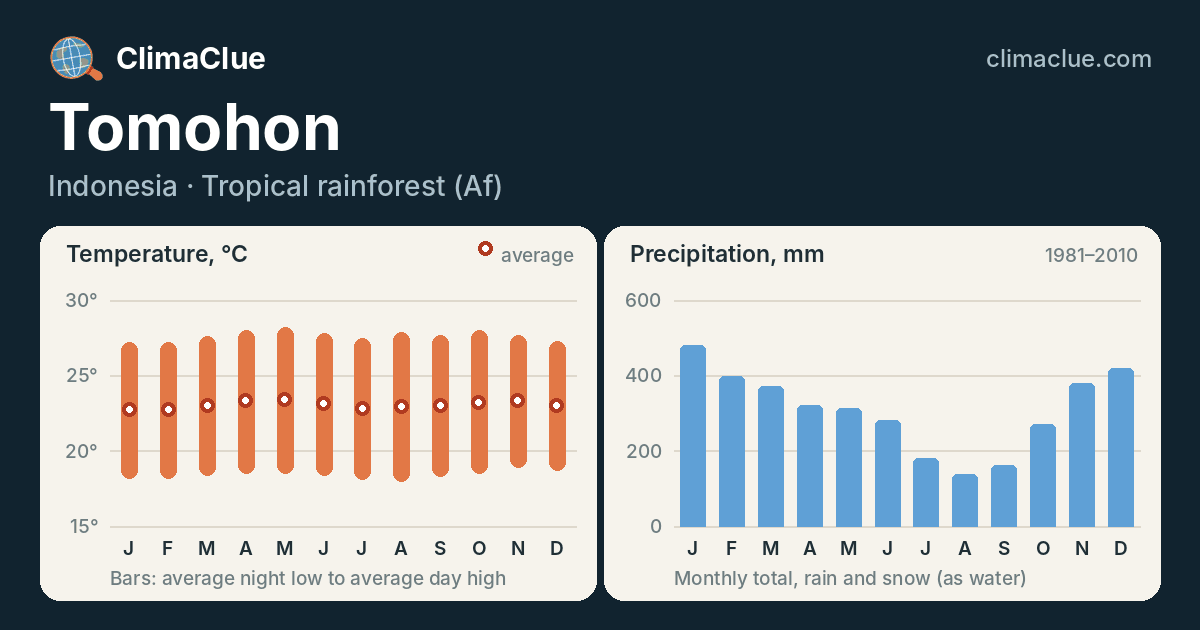 ClimaClue
climaclue.com
Tomohon
Indonesia · Tropical rainforest (Af)
Temperature, °C
average
30°
25°
20°
15°
J F M A M J J A S O N D
Bars: average night low to average day high
Precipitation, mm
1981–2010
600
400
200
0
J F M A M J J A S O N D
Monthly total, rain and snow (as water)